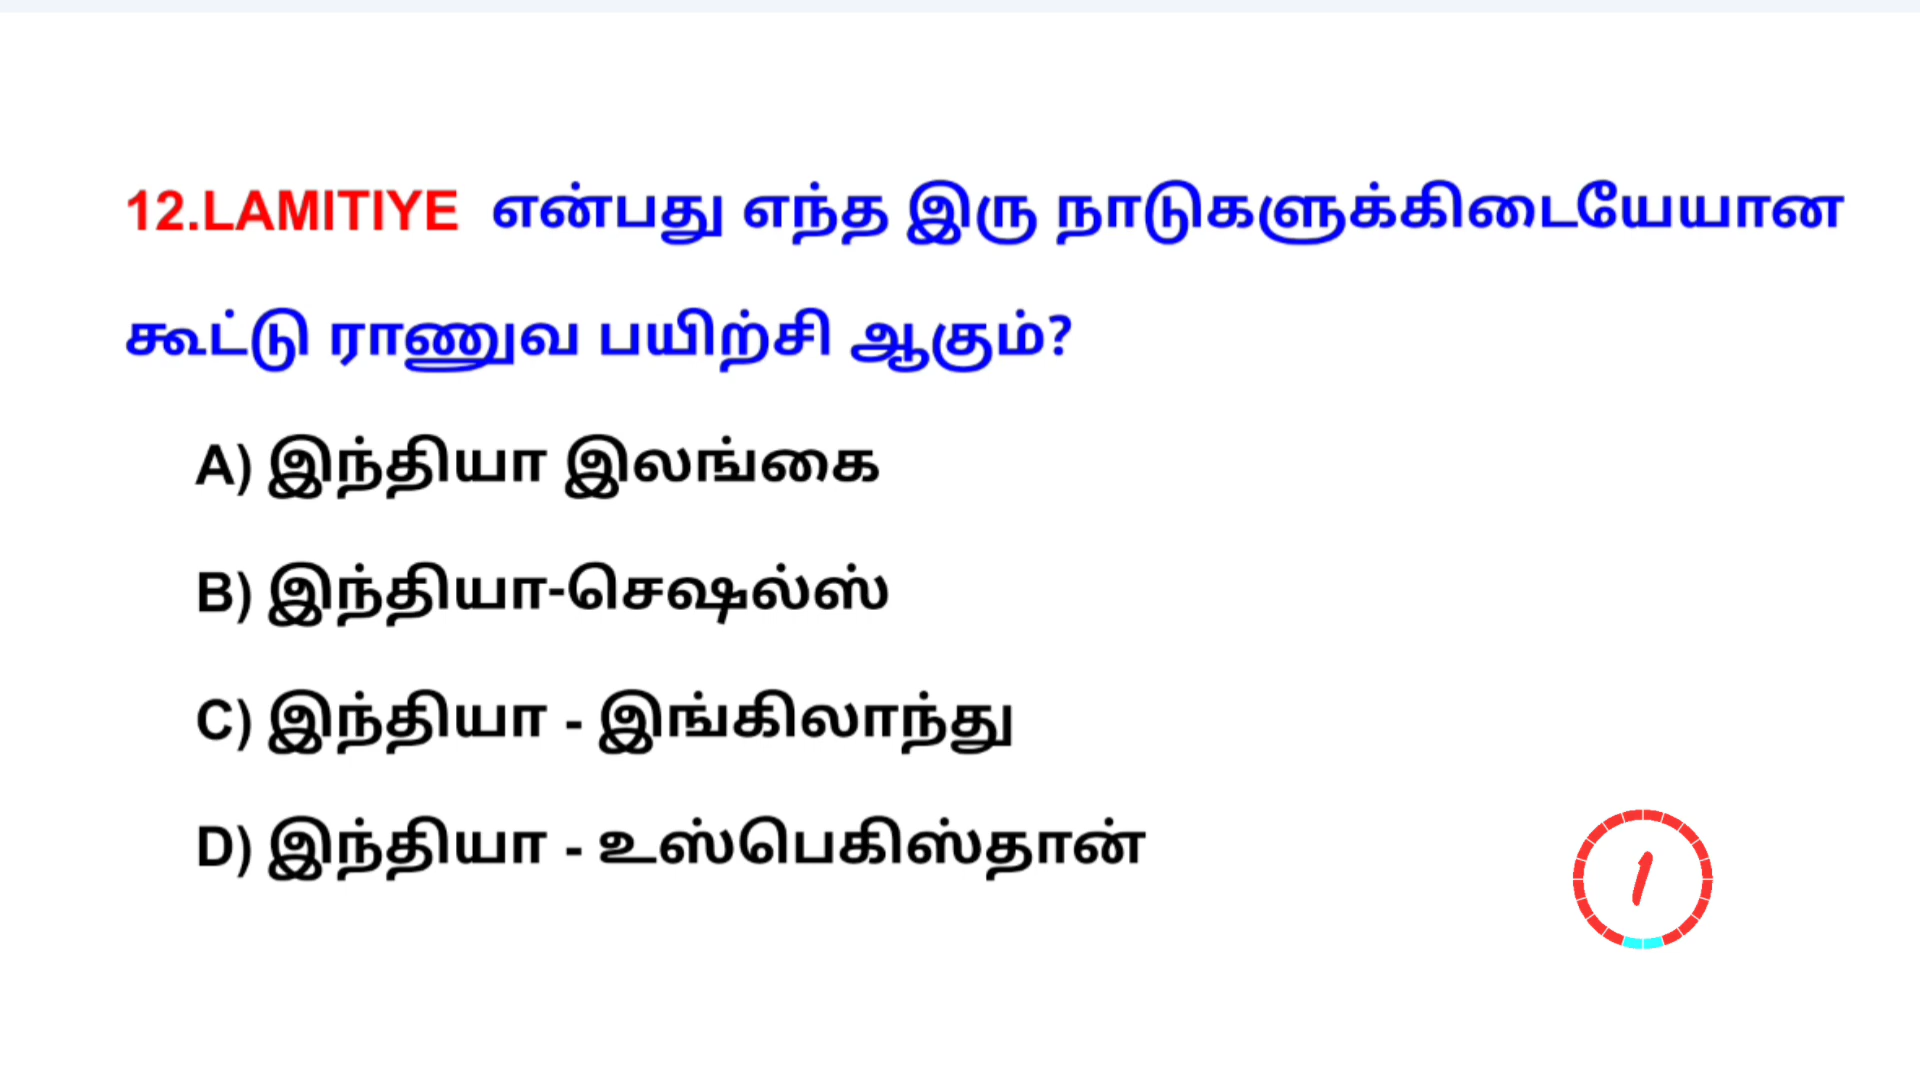 12.LAMITIYE என்பது எந்த இரு நாடுகளுக்கிடையேயான
கூட்டு ராணுவ பயிற்சி ஆகும்?
A) இந்தியா இலங்கை
B) இந்தியா-செஷல்ஸ்
C) இந்தியா - இங்கிலாந்து
D) இந்தியா - உஸ்பெகிஸ்தான்
1